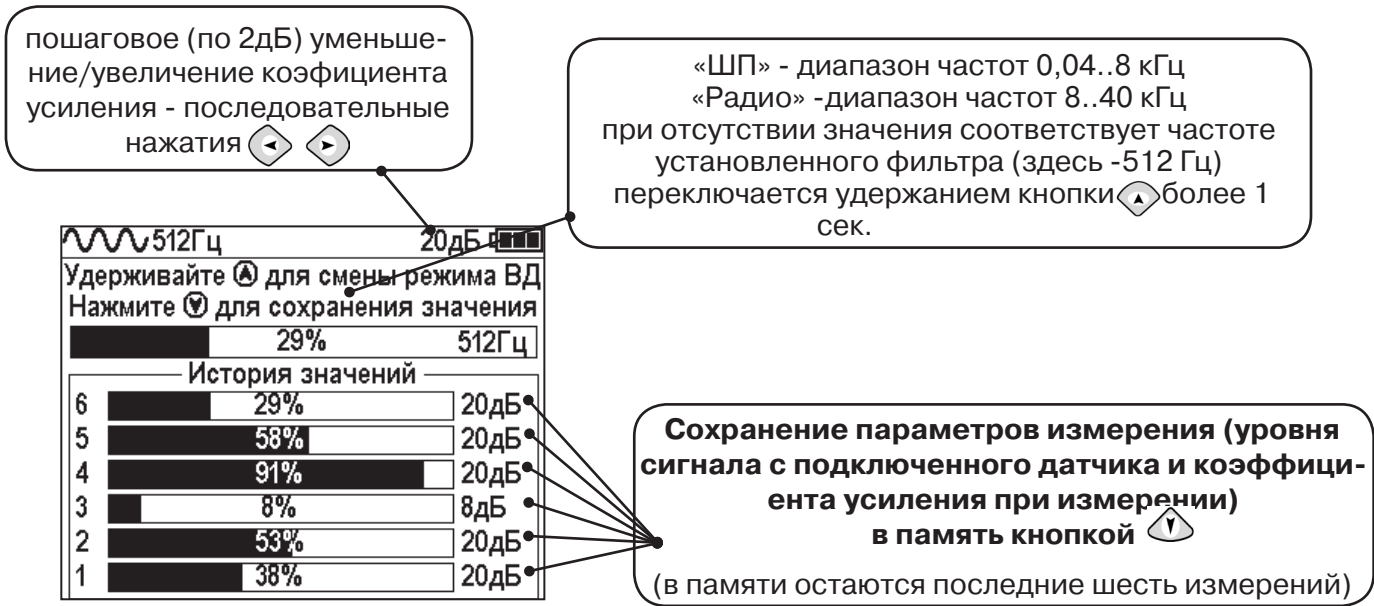 пошаговое (по 2дБ) уменьше-
ние/увеличение коэфициента
усиления - последовательные
нажатия
«ШП» - диапазон частот 0,04..8 кГц
«Радио» -диапазон частот 8..40 кГц
при отсутствии значения соответствует частоте
установленного фильтра (здесь -512 Гц)
переключается удержанием кнопки более 1
сек.
512Гц 20дБ
Удерживайте для смены режима ВД
Нажмите для сохранения значения
29% 512Гц
История значений
6 29% 20дБ
5 58% 20дБ
4 91% 20дБ
3 8% 8дБ
2 53% 20дБ
1 38% 20дБ
Сохранение параметров измерения (уровня
сигнала с подключенного датчика и коэффици-
ента усиления при измерении)
в память кнопкой
(в памяти остаются последние шесть измерений)